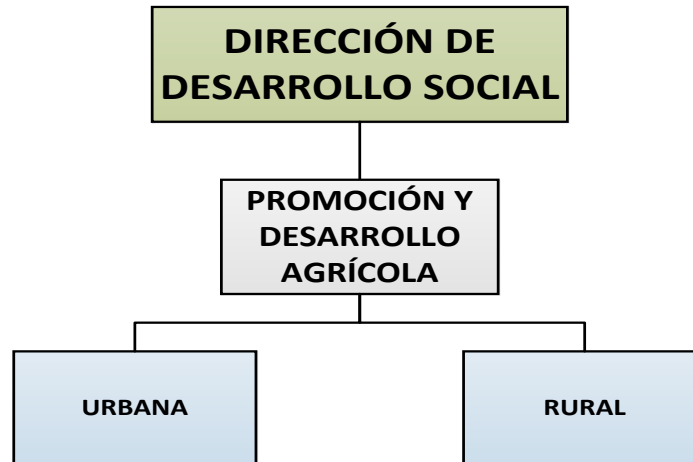 DIRECCIÓN DE
DESARROLLO SOCIAL
PROMOCIÓN Y
DESARROLLO
AGRÍCOLA
URBANA
RURAL